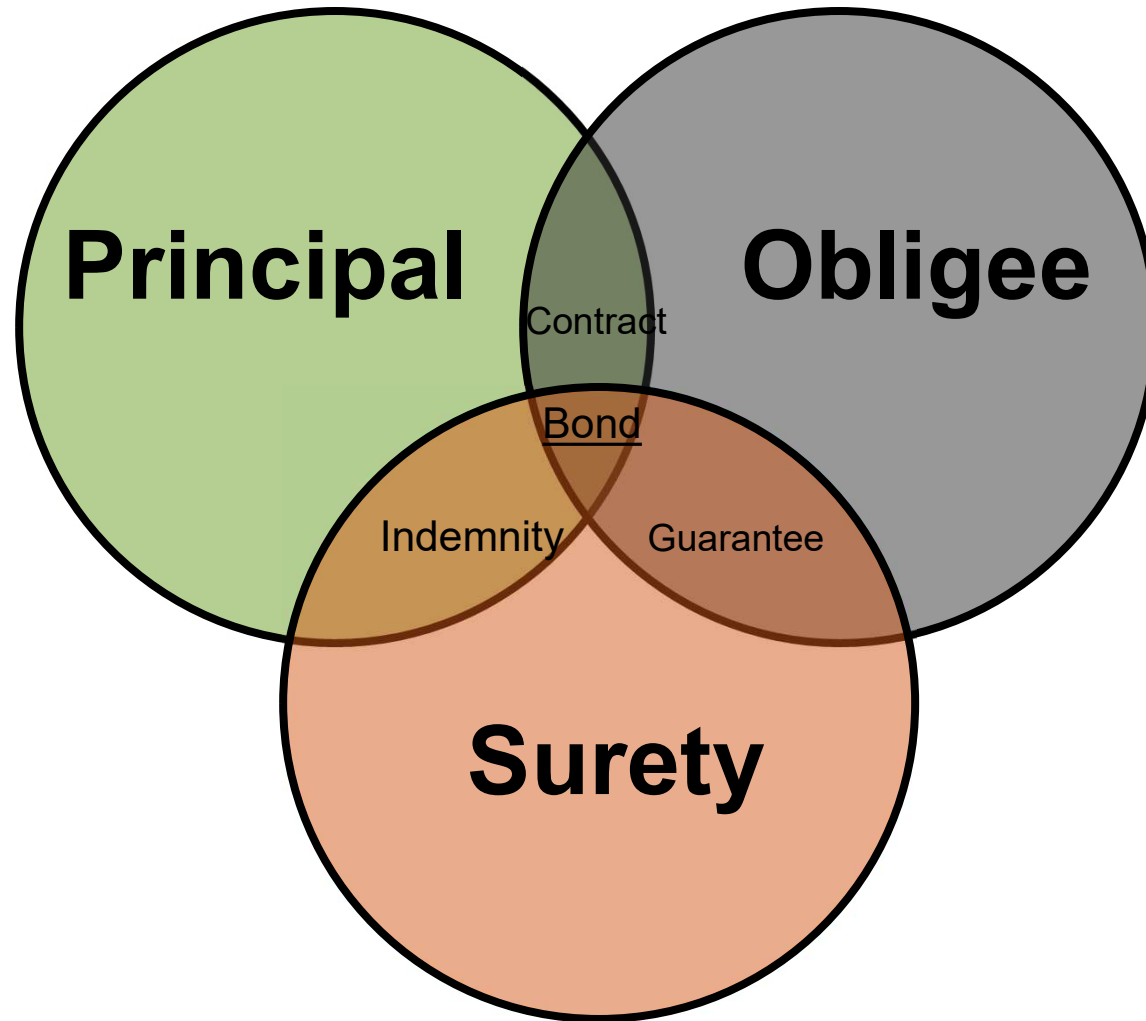 Principal
Obligee
Contract
Bond
Indemnity
Guarantee
Surety